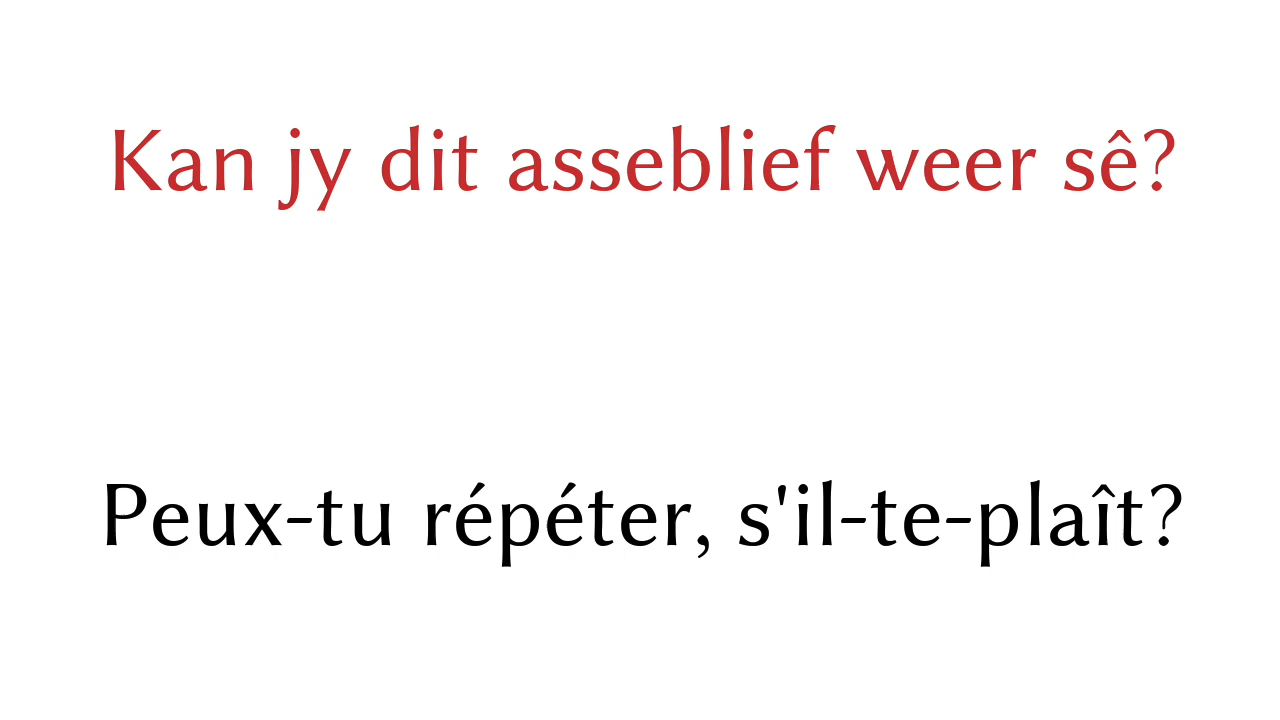 Kan jy dit asseblief weer sê?
Peux-tu répéter, s'il-te-plaît?